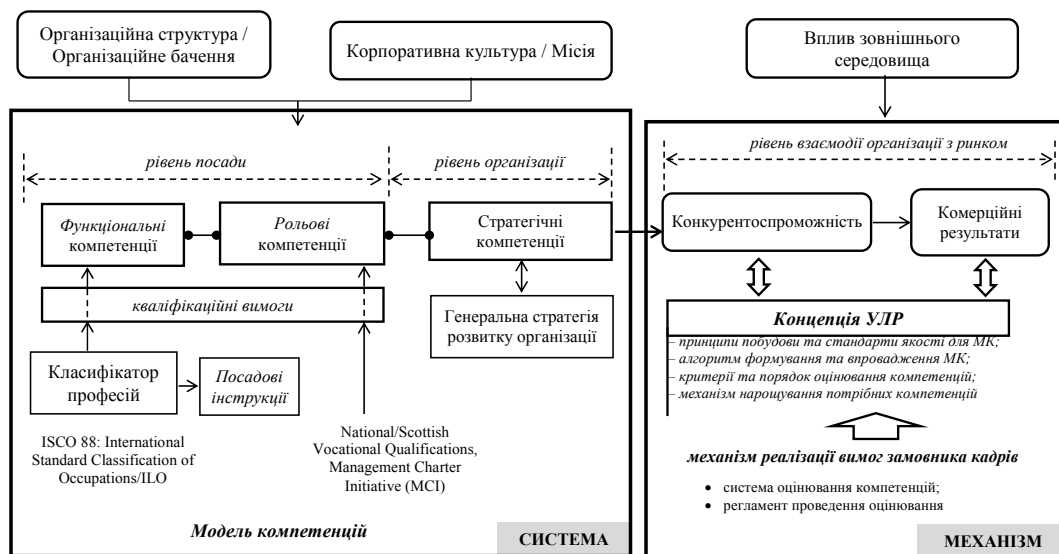 Організаційна структура /
Організаційне бачення
Корпоративна культура / Місія
Вплив зовнішнього
середовища
рівень посади
рівень організації
рівень взаємодії організації з ринком
Функціональні
компетенції
Рольові
компетенції
Стратегічні
компетенції
Конкурентоспроможність
Комерційні
результати
кваліфікаційні вимоги
Генеральна стратегія
розвитку організації
Класифікатор
професій
Посадові
інструкції
ISCO 88: International
Standard Classification of
Occupations/ILO
National/Scottish
Vocational Qualifications,
Management Charter
Initiative (MCI)
Модель компетенцій
СИСТЕМА
Концепція УЛР
– принципи побудови та стандарти якості для МК;
– алгоритм формування та впровадження МК;
– критерії та порядок оцінювання компетенцій;
– механізм нарощування потрібних компетенцій
механізм реалізації вимог замовника кадрів
• система оцінювання компетенцій;
• регламент проведення оцінювання
МЕХАНІЗМ